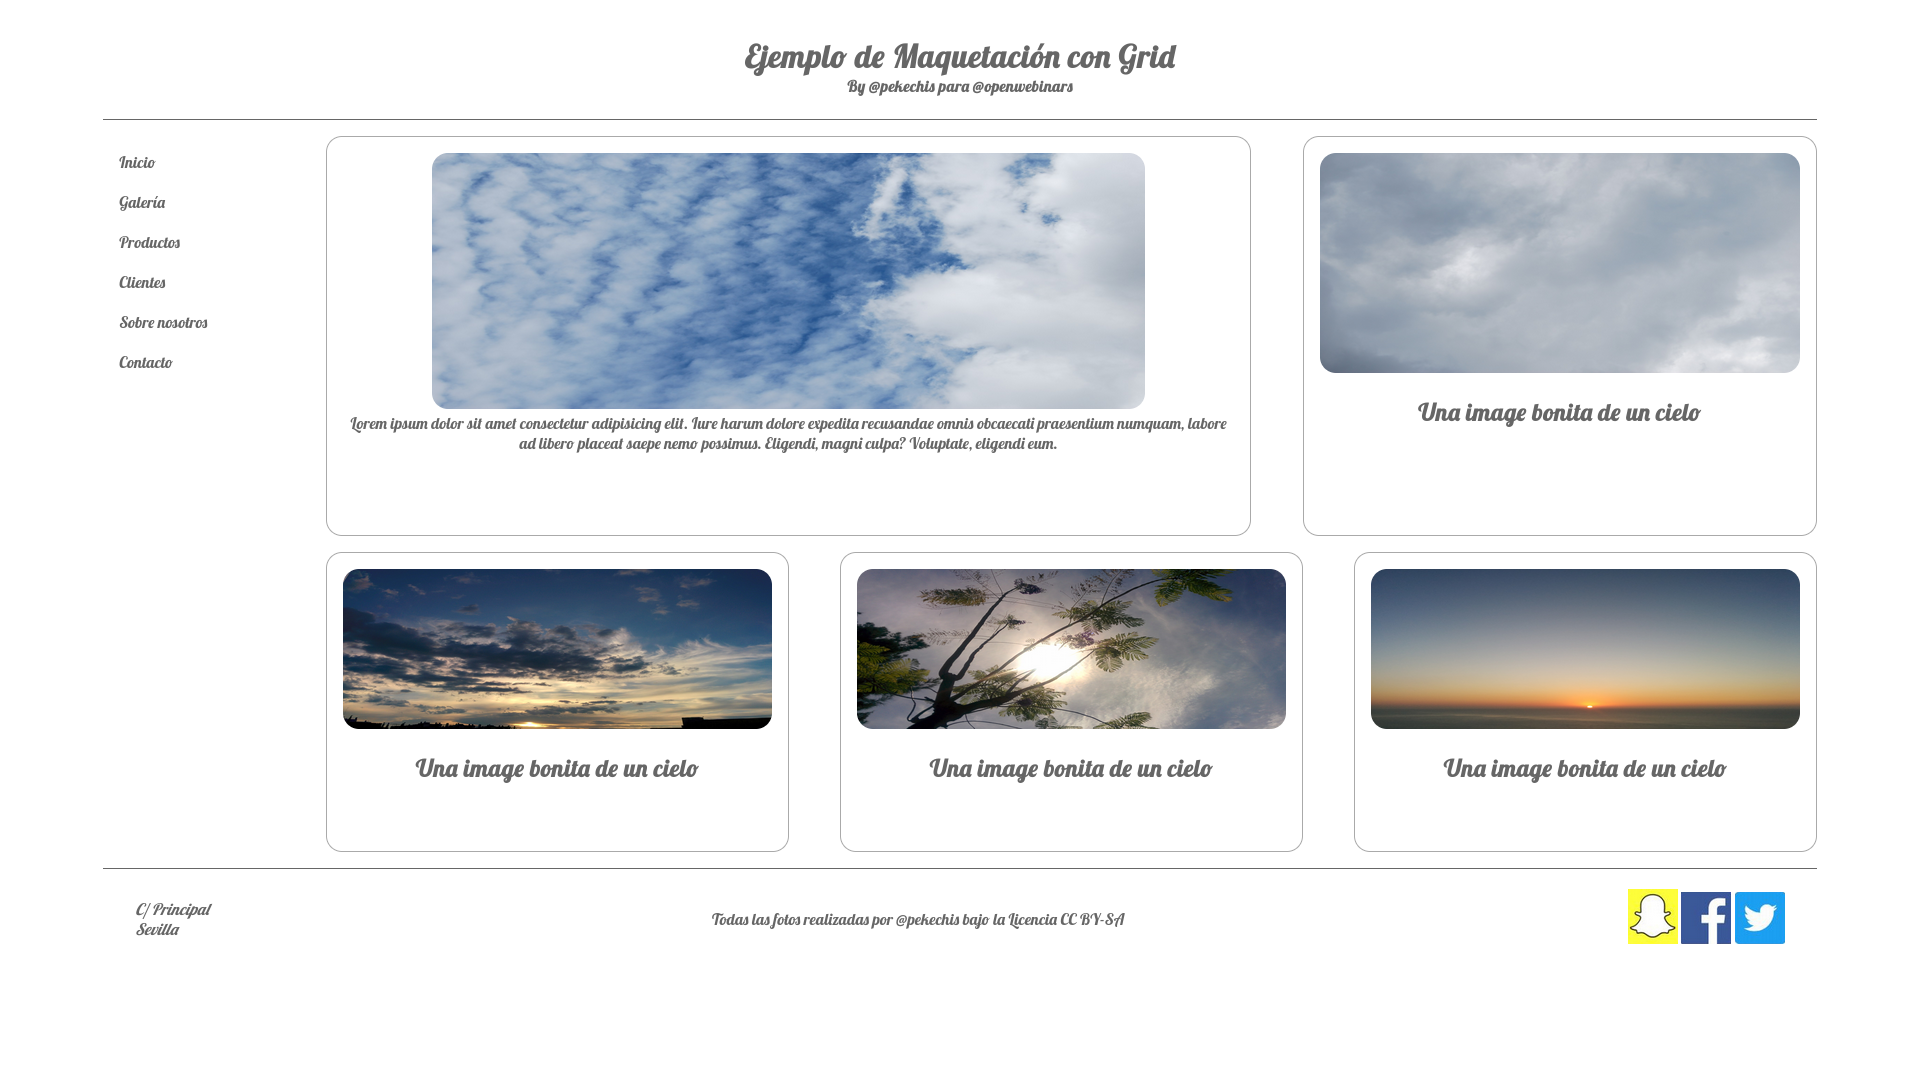 Ejemplo de Maquetación con Grid
By @pekechis para @openwebinars
Inicio
Galería
Productos
Clientes
Sobre nosotros
Contacto
Lorem ipsum dolor sit amet consectetur adipisicing elit. Iure harum dolore expedita recusandae omnis obcaecati praesentium numquam, labore
ad libero placeat saepe nemo possimus. Eligendi, magni culpa? Voluptate, eligendi eum.
Una image bonita de un cielo
Una image bonita de un cielo
Una image bonita de un cielo
Una image bonita de un cielo
C/ Principal
Sevilla
Todas las fotos realizadas por @pekechis bajo la Licencia CC BY-SA